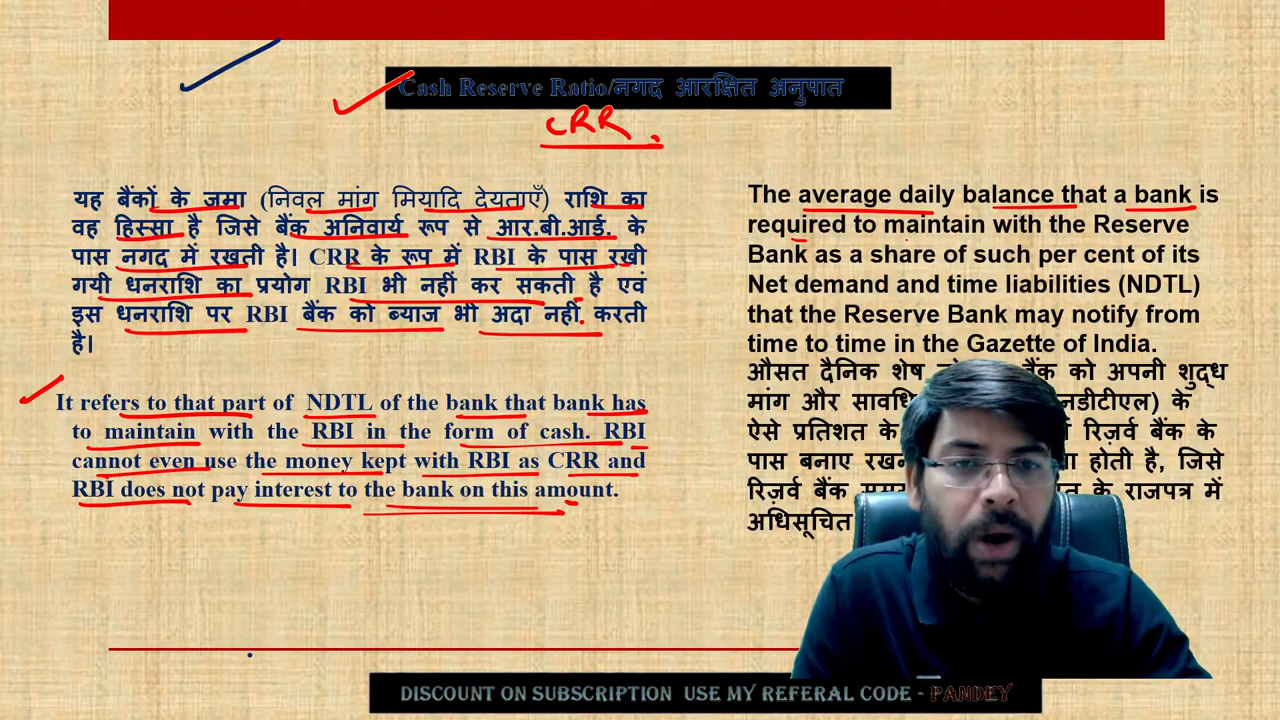 Cash Reserve Ratio/नगद आरक्षित अनुपात
CRR
यह बैंकों के जमा (निवल मांग मियादि देयताएँ) राशि का
वह हिस्सा है जिसे बैंक अनिवार्य रूप से आर.बी.आई. के
पास नगद में रखती है। CRR के रूप में RBI के पास रखी
गयी धनराशि का प्रयोग RBI भी नहीं कर सकती है एवं
इस धनराशि पर RBI बैंक को ब्याज भी अदा नहीं करती
है।
It refers to that part of NDTL of the bank that bank has
to maintain with the RBI in the form of cash. RBI
cannot even use the money kept with RBI as CRR and
RBI does not pay interest to the bank on this amount.
The average daily balance that a bank is
required to maintain with the Reserve
Bank as a share of such per cent of its
Net demand and time liabilities (NDTL)
that the Reserve Bank may notify from
time to time in the Gazette of India.
औसत दैनिक शेष बैंक को अपनी शुद्ध
मांग और नडीटीएल) के
ऐसे प्रतिशत के रिज़र्व बैंक के
पास बनाए होती है, जिसे
रिज़र्व बैंक के राजपत्र में
अधिसूचित
DISCOUNT ON SUBSCRIPTION USE MY REFERAL CODE - PANDEY